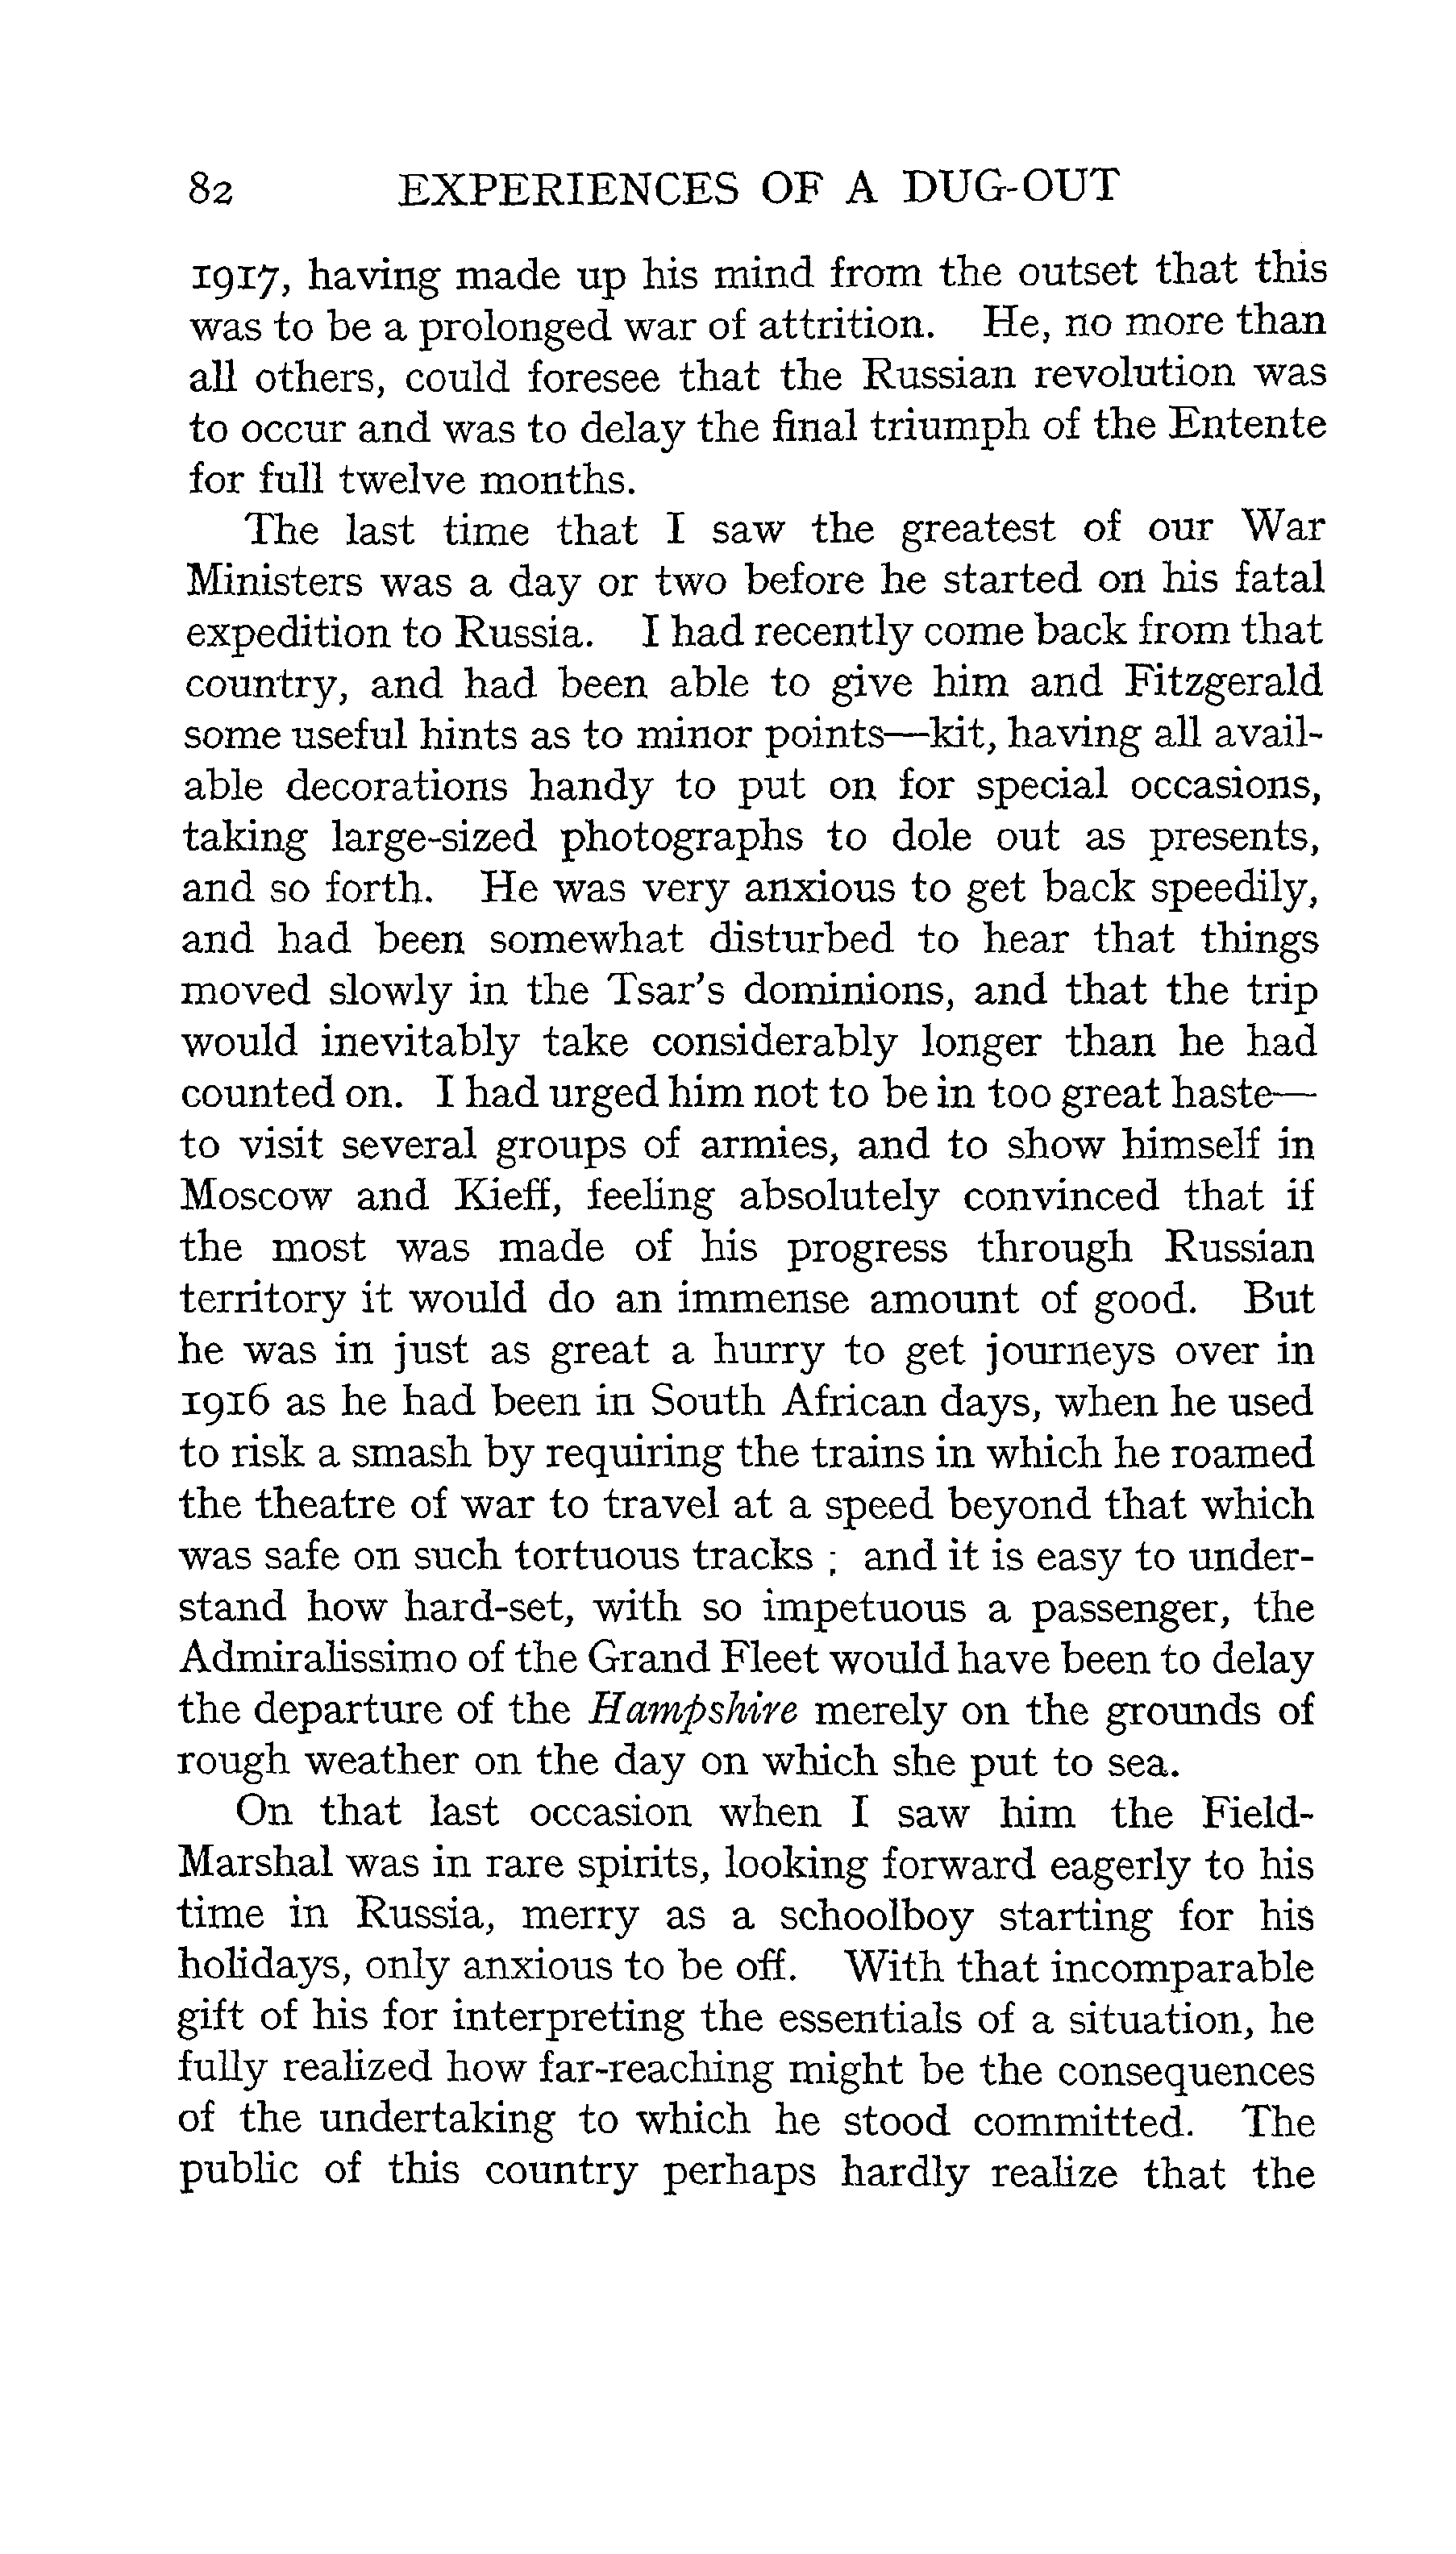 82 EXPERIENCES OF A DUG-OUT
1917, having made up his mind from the outset that this
was to be a prolonged war of attrition. He, no more than
all others, could foresee that the Russian revolution was
to occur and was to delay the final triumph of the Entente
for full twelve months.
The last time that I saw the greatest of our War
Ministers was a day or two before he started on his fatal
expedition to Russia. I had recently come back from that
country, and had been able to give him and Fitzgerald
some useful hints as to minor points—kit, having all avail-
able decorations handy to put on for special occasions,
taking large-sized photographs to dole out as presents,
and so forth. He was very anxious to get back speedily,
and had been somewhat disturbed to hear that things
moved slowly in the Tsar's dominions, and that the trip
would inevitably take considerably longer than he had
counted on. I had urged him not to be in too great haste—
to visit several groups of armies, and to show himself in
Moscow and Kieff, feeling absolutely convinced that if
the most was made of his progress through Russian
territory it would do an immense amount of good. But
he was in just as great a hurry to get journeys over in
1916 as he had been in South African days, when he used
to risk a smash by requiring the trains in which he roamed
the theatre of war to travel at a speed beyond that which
was safe on such tortuous tracks ; and it is easy to under-
stand how hard-set, with so impetuous a passenger, the
Admiralissimo of the Grand Fleet would have been to delay
the departure of the Hampshire merely on the grounds of
rough weather on the day on which she put to sea.
On that last occasion when I saw him the Field-
Marshal was in rare spirits, looking forward eagerly to his
time in Russia, merry as a schoolboy starting for his
holidays, only anxious to be off. With that incomparable
gift of his for interpreting the essentials of a situation, he
fully realized how far-reaching might be the consequences
of the undertaking to which he stood committed. The
public of this country perhaps hardly realize that the